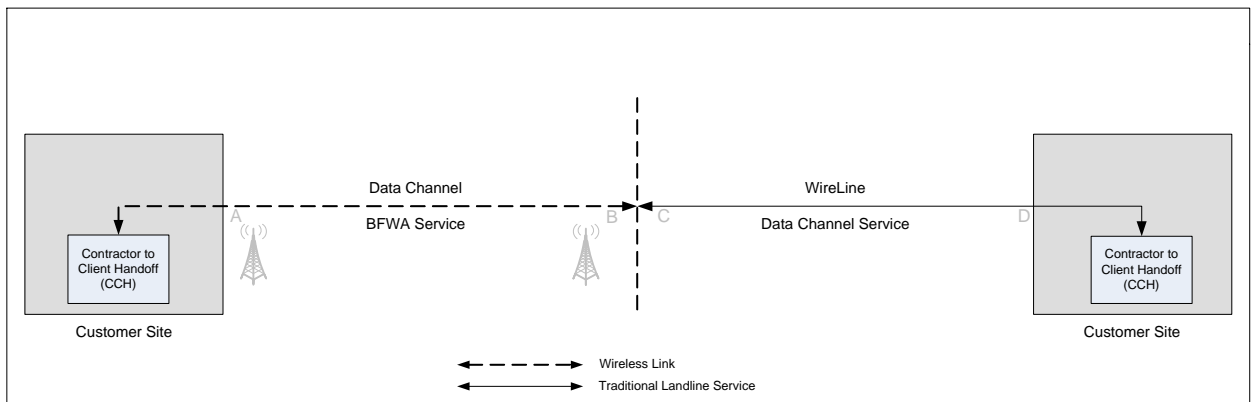 Data Channel
WireLine
A
B
C
D
BFWA Service
Data Channel Service
Contractor to
Client Handoff
(CCH)
Contractor to
Client Handoff
(CCH)
Customer Site
Customer Site
Wireless Link
Traditional Landline Service